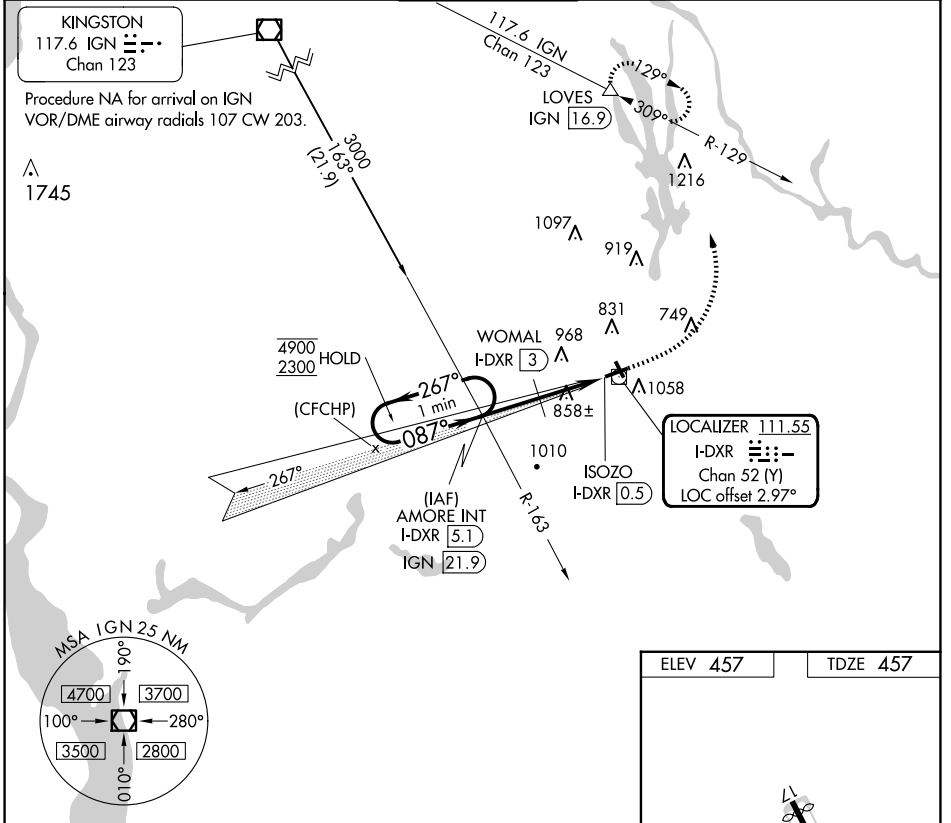 KINGSTON
117.6 IGN
Chan 123
Procedure NA for arrival on IGN
VOR/DME airway radials 107 CW 203.
1745
117.6 IGN
Chan 123
LOVES
IGN 16.9
129°
309°
R-129
1216
3000
163°
(21.9)
1097
919
831
749
WOMAL
I-DXR 3
968
4900
2300
HOLD
267°
1 min
087°
(CFCHP)
x
858±
1058
267°
1010
ISOZO
I-DXR 0.5
LOCALIZER 111.55
I-DXR
Chan 52 (Y)
LOC offset 2.97°
(IAF)
AMORE INT
I-DXR 5.1
IGN 21.9
R-163
MSA IGN 25 NM
190°
4700
3700
100°
280°
3500
2800
010°
ELEV 457
TDZE 457
17